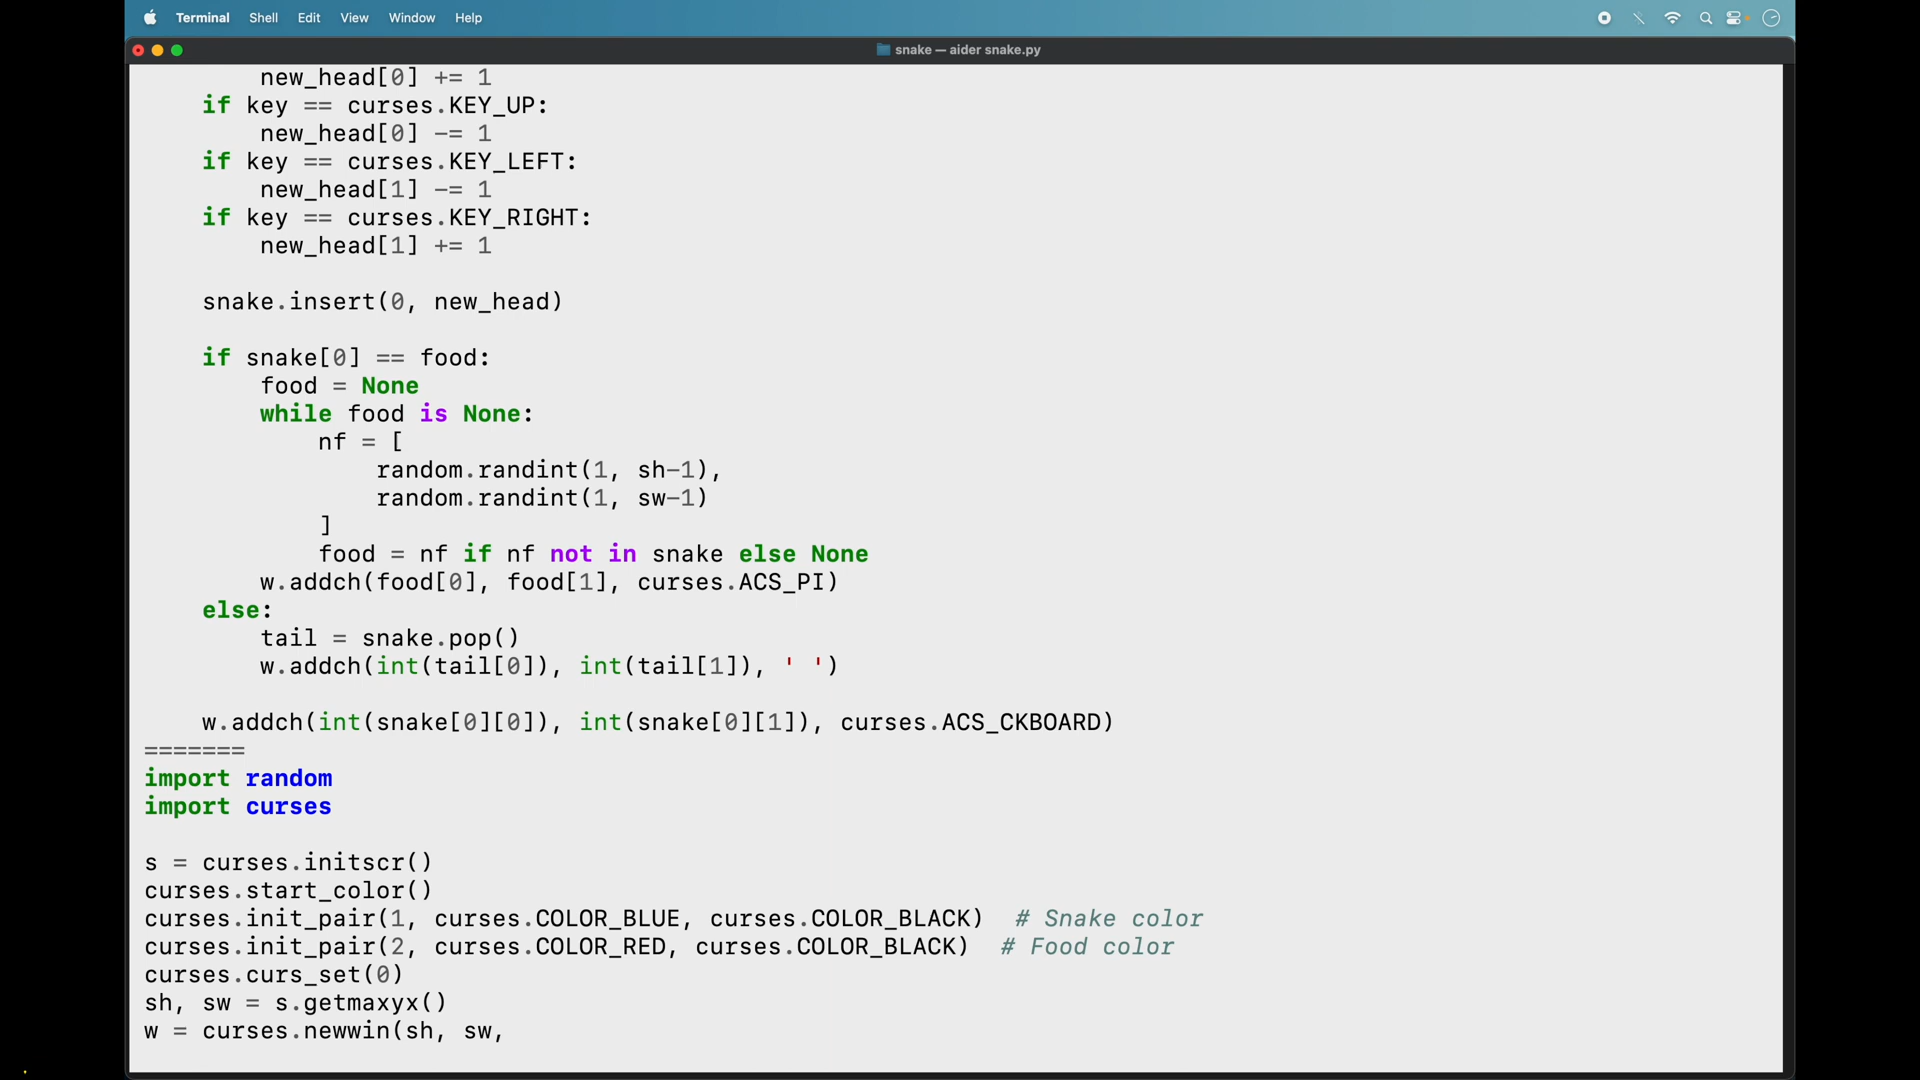 Terminal Shell Edit View Window Help
snake — aider snake.py
        new_head[0] += 1
    if key == curses.KEY_UP:
        new_head[0] -= 1
    if key == curses.KEY_LEFT:
        new_head[1] -= 1
    if key == curses.KEY_RIGHT:
        new_head[1] += 1

    snake.insert(0, new_head)

    if snake[0] == food:
        food = None
        while food is None:
            nf = [
                random.randint(1, sh-1),
                random.randint(1, sw-1)
            ]
            food = nf if nf not in snake else None
        w.addch(food[0], food[1], curses.ACS_PI)
    else:
        tail = snake.pop()
        w.addch(int(tail[0]), int(tail[1]), ' ')

    w.addch(int(snake[0][0]), int(snake[0][1]), curses.ACS_CKBOARD)
=======
import random
import curses

s = curses.initscr()
curses.start_color()
curses.init_pair(1, curses.COLOR_BLUE, curses.COLOR_BLACK)  # Snake color
curses.init_pair(2, curses.COLOR_RED, curses.COLOR_BLACK)  # Food color
curses.curs_set(0)
sh, sw = s.getmaxyx()
w = curses.newwin(sh, sw,